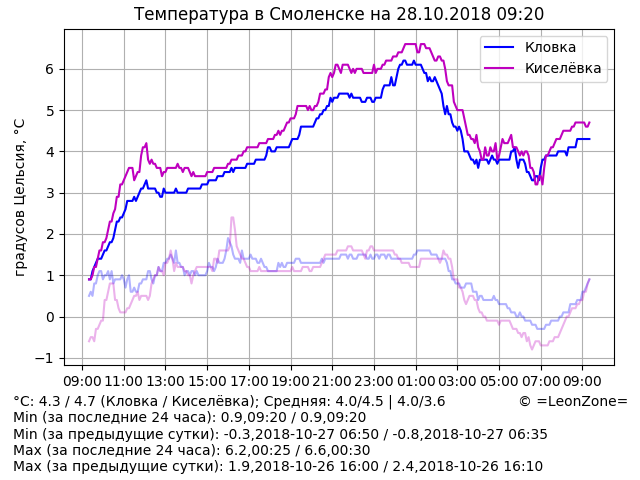 Температура в Смоленске на 28.10.2018 09:20
Кловка
Киселёвка
градусов Цельсия, °C
6
5
4
3
2
1
0
−1
09:00 11:00 13:00 15:00 17:00 19:00 21:00 23:00 01:00 03:00 05:00 07:00 09:00
°C: 4.3 / 4.7 (Кловка / Киселёвка); Средняя: 4.0/4.5 | 4.0/3.6 © =LeonZone=
Min (за последние 24 часа): 0.9,09:20 / 0.9,09:20
Min (за предыдущие сутки): -0.3,2018-10-27 06:50 / -0.8,2018-10-27 06:35
Max (за последние 24 часа): 6.2,00:25 / 6.6,00:30
Max (за предыдущие сутки): 1.9,2018-10-26 16:00 / 2.4,2018-10-26 16:10